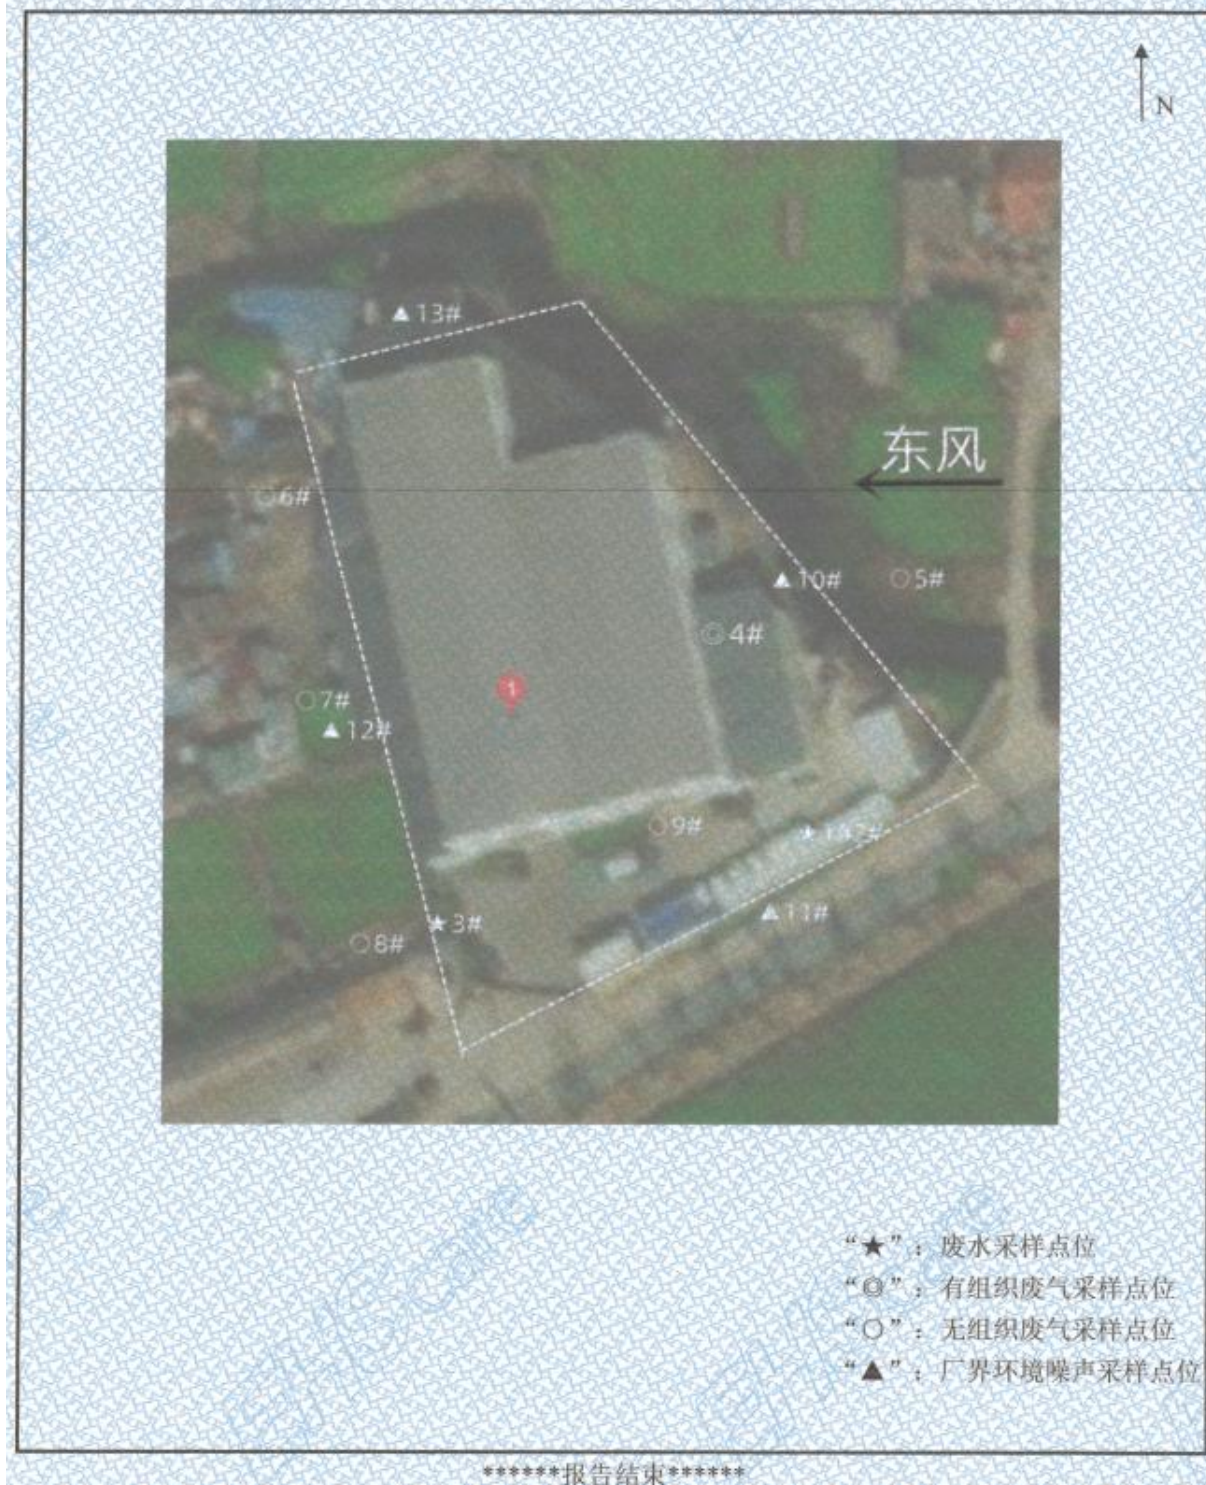 N
13#
东风
6#
10#
5#
4#
1
7#
12#
9#
3#
11#
8#
“★”：废水采样点位
“◎”：有组织废气采样点位
“○”：无组织废气采样点位
“▲”：厂界环境噪声采样点位
******报告结束******